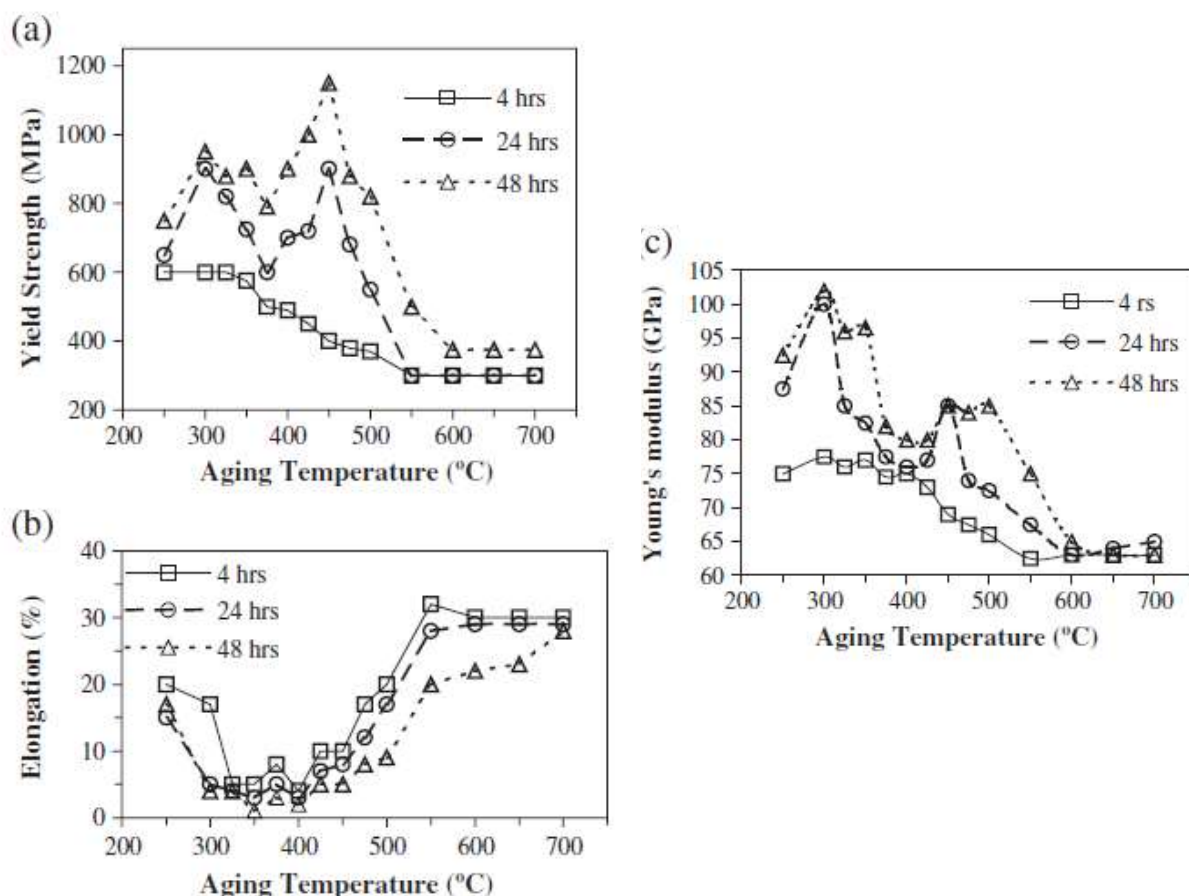 (a)
1200
1000
800
600
400
200
Yield Strength (MPa)
4 hrs
24 hrs
48 hrs
200 300 400 500 600 700
Aging Temperature (ºC)
(b)
40
30
20
10
0
Elongation (%)
4 hrs
24 hrs
48 hrs
200 300 400 500 600 700
Aging Temperature (ºC)
(c)
105
100
95
90
85
80
75
70
65
60
Young's modulus (GPa)
4 rs
24 hrs
48 hrs
200 300 400 500 600 700
Aging Temperature (ºC)